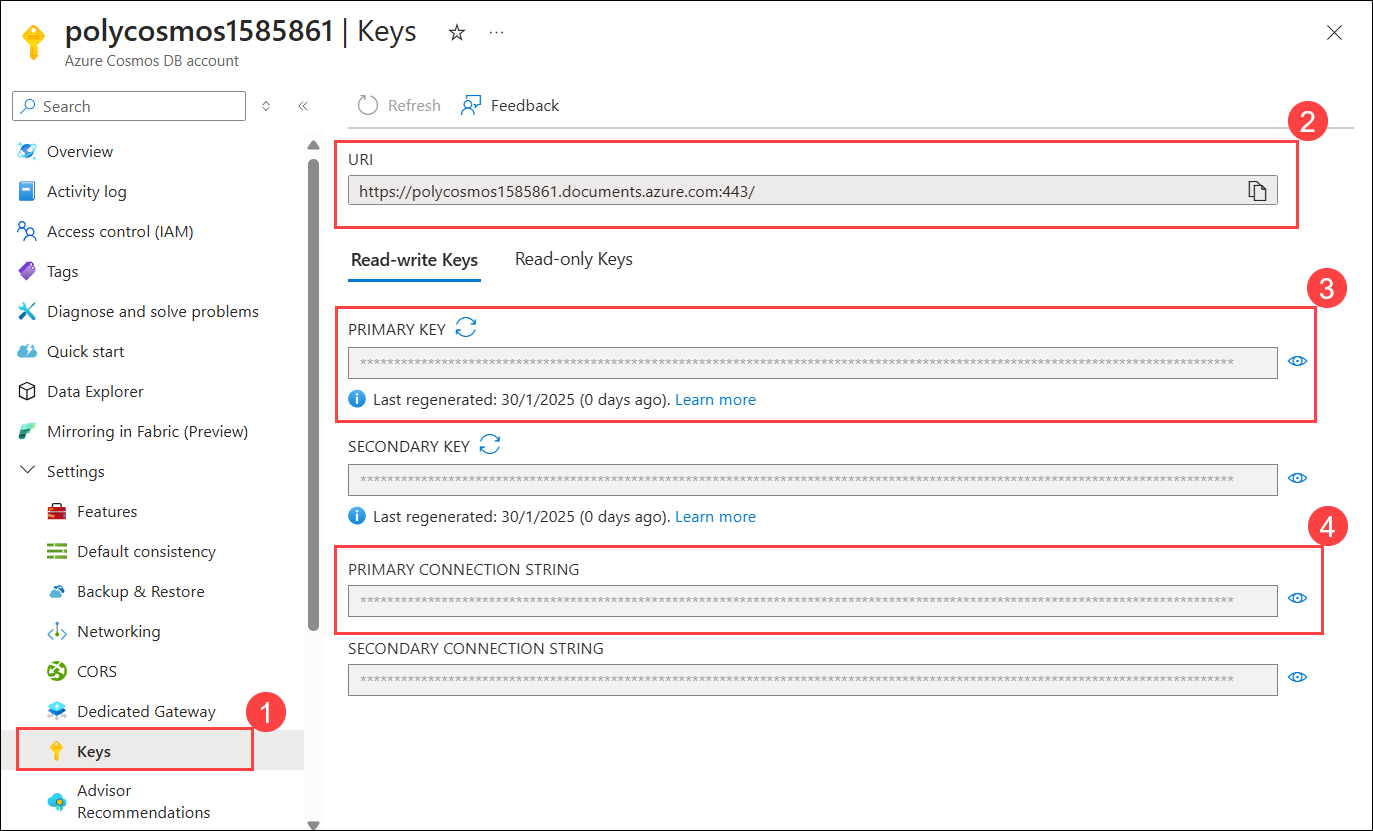 polycosmos1585861 | Keys
Azure Cosmos DB account
Search
Overview
Activity log
Access control (IAM)
Tags
Diagnose and solve problems
Quick start
Data Explorer
Mirroring in Fabric (Preview)
Settings
Features
Default consistency
Backup & Restore
Networking
CORS
Dedicated Gateway
1
Keys
Advisor
Recommendations
Refresh
Feedback
2
URI
https://polycosmos1585861.documents.azure.com:443/
Read-write Keys
Read-only Keys
3
PRIMARY KEY
Last regenerated: 30/1/2025 (0 days ago). Learn more
SECONDARY KEY
Last regenerated: 30/1/2025 (0 days ago). Learn more
4
PRIMARY CONNECTION STRING
SECONDARY CONNECTION STRING